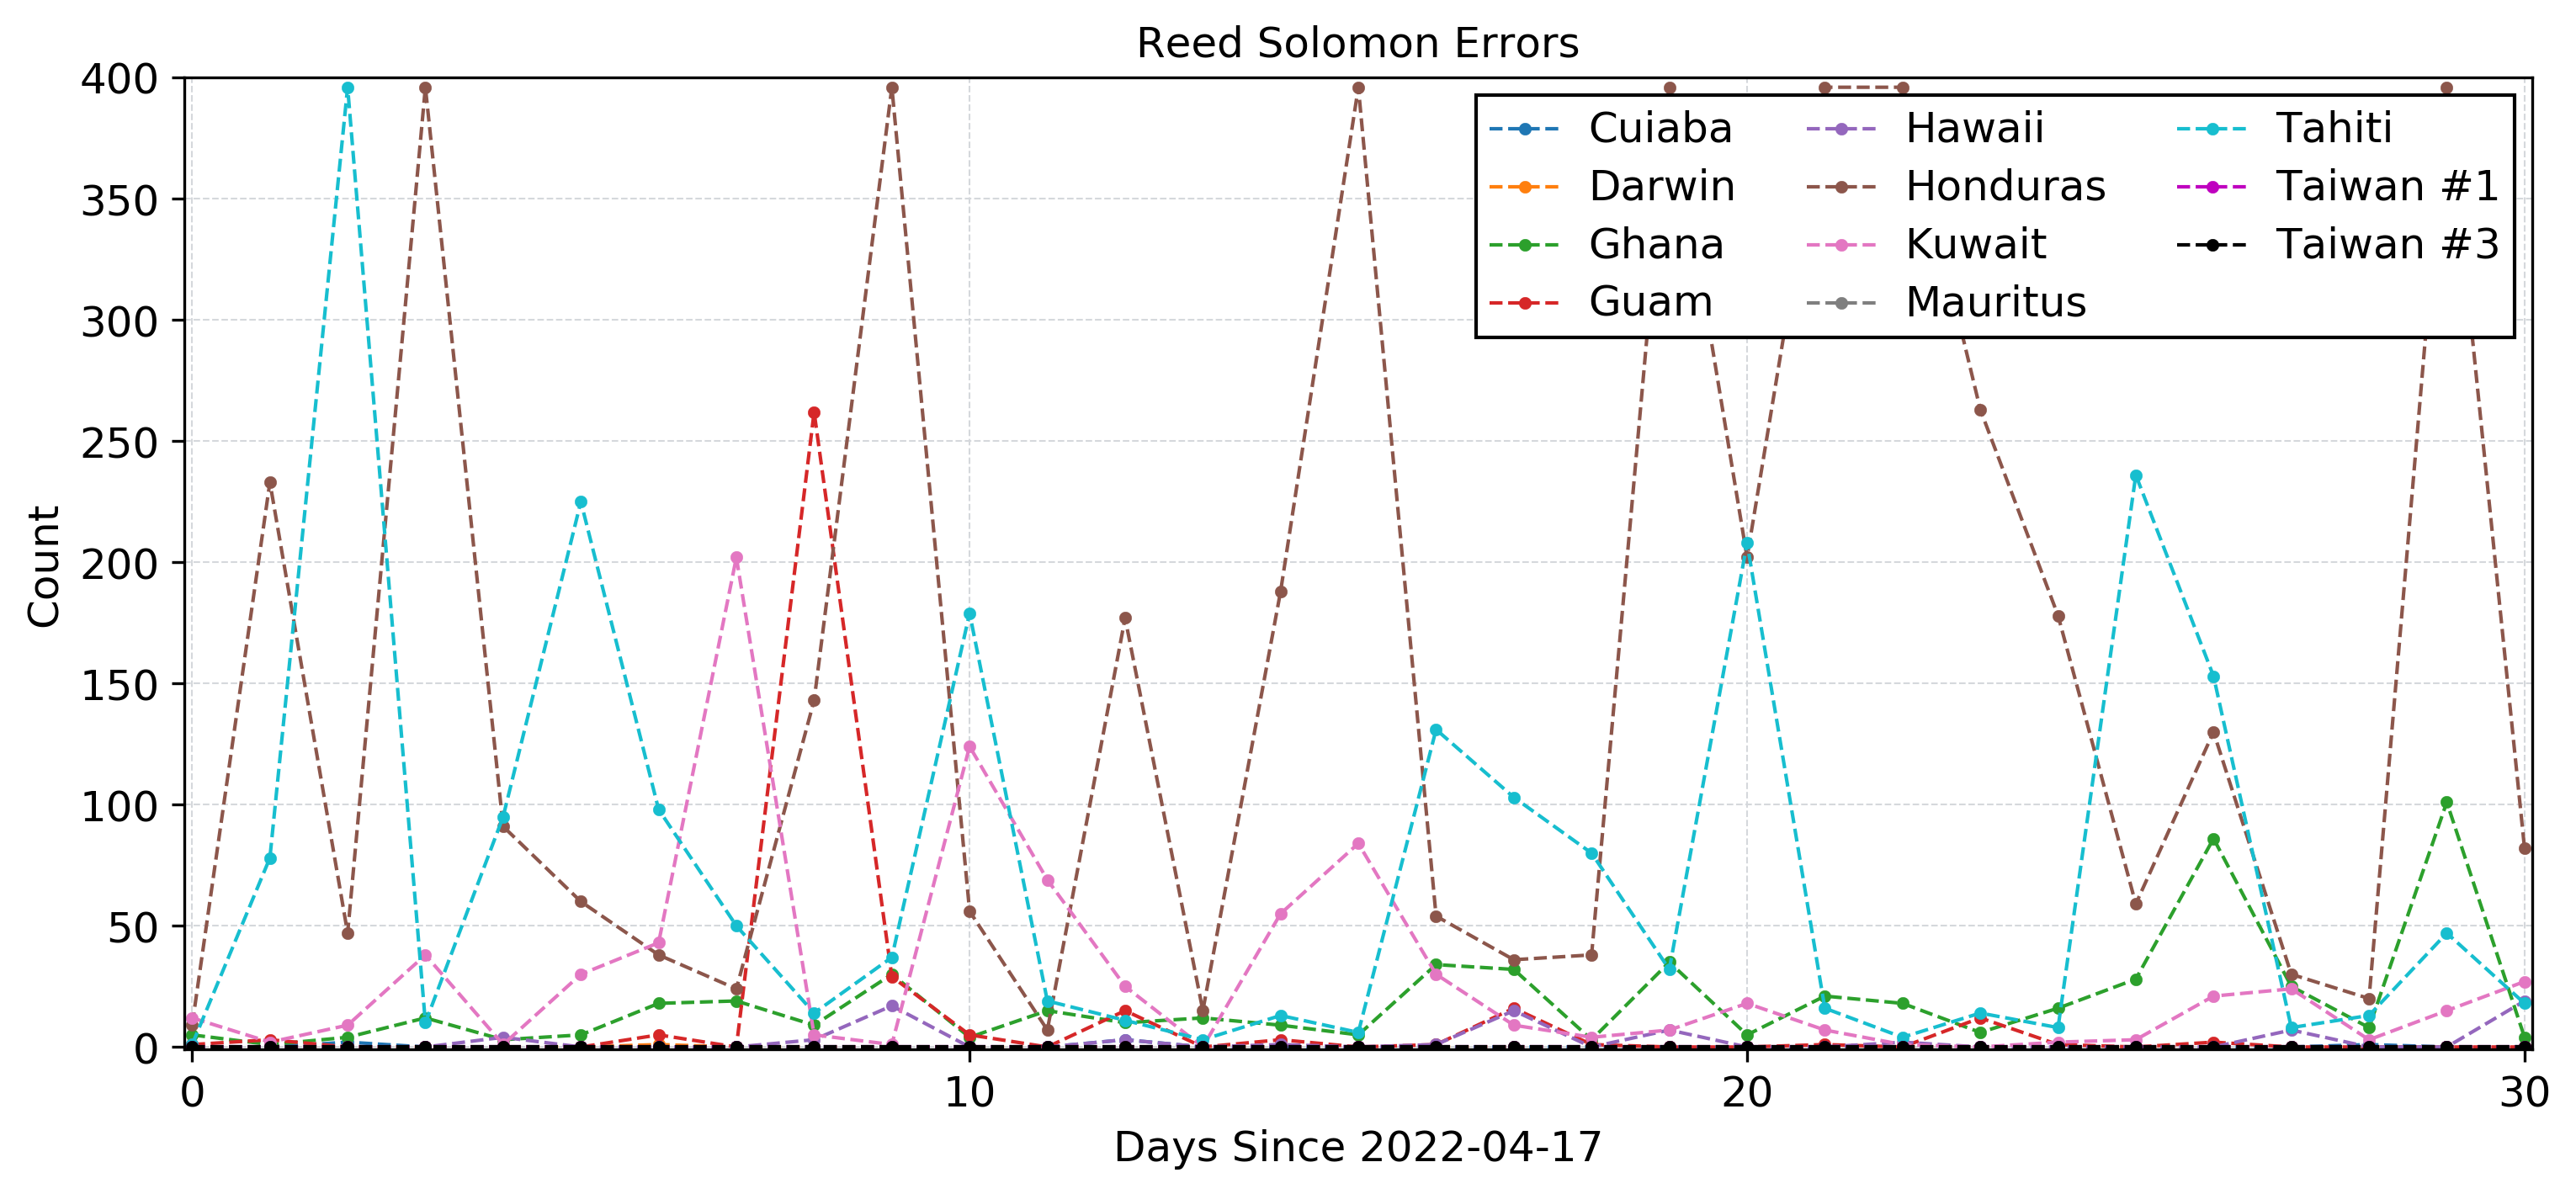 Reed Solomon Errors
400
350
300
250
200
150
100
50
0
Count
Cuiaba
Darwin
Ghana
Guam
Hawaii
Honduras
Kuwait
Mauritus
Tahiti
Taiwan #1
Taiwan #3
0 10 20 30
Days Since 2022-04-17